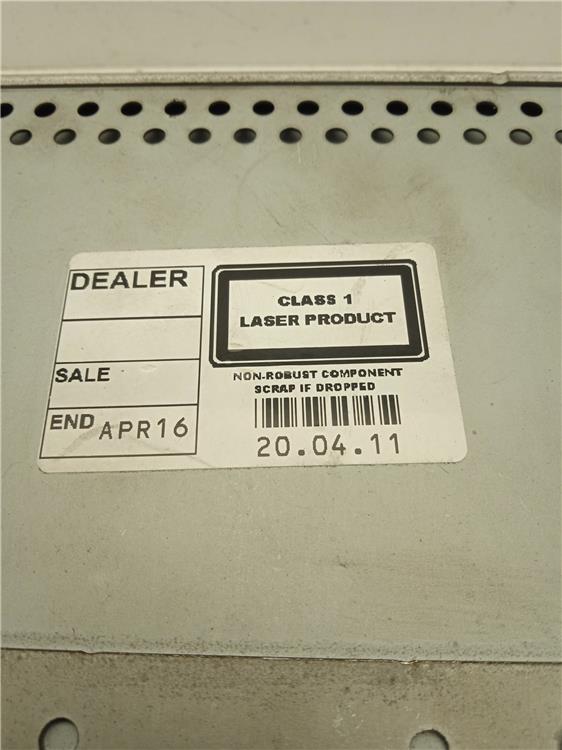 DEALER
SALE
END APR16
CLASS 1
LASER PRODUCT
NON-ROBUST COMPONENT
SCRAP IF DROPPED
20.04.11